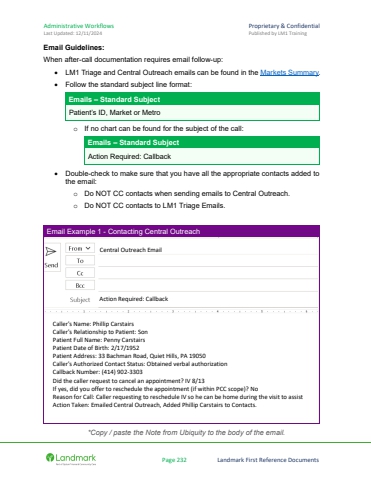 Administrative Workflows
Proprietary & Confidential
Last Updated: 12/11/2024
Published by LM1 Training
Email Guidelines:
When after-call documentation requires email follow-up:
• LM1 Triage and Central Outreach emails can be found in the Markets Summary.
• Follow the standard subject line format:
Emails – Standard Subject
Patient's ID, Market or Metro
o If no chart can be found for the subject of the call:
Emails – Standard Subject
Action Required: Callback
• Double-check to make sure that you have all the appropriate contacts added to
the email:
o Do NOT CC contacts when sending emails to Central Outreach.
o Do NOT CC contacts to LM1 Triage Emails.
Email Example 1 - Contacting Central Outreach
Send
From
Central Outreach Email
To
Cc
Bcc
Subject
Action Required: Callback
Caller's Name: Phillip Carstairs
Caller's Relationship to Patient: Son
Patient Full Name: Penny Carstairs
Patient Date of Birth: 2/17/1952
Patient Address: 33 Bachman Road, Quiet Hills, PA 19050
Caller's Authorized Contact Status: Obtained verbal authorization
Callback Number: (414) 902-3303
Did the caller request to cancel an appointment? IV 8/13
If yes, did you offer to reschedule the appointment (if within PCC scope)? No
Reason for Call: Caller requesting to reschedule IV so he can be home during the visit to assist
Action Taken: Emailed Central Outreach, Added Phillip Carstairs to Contacts.
*Copy / paste the Note from Ubiquity to the body of the email.
Landmark
Page 232
Landmark First Reference Documents